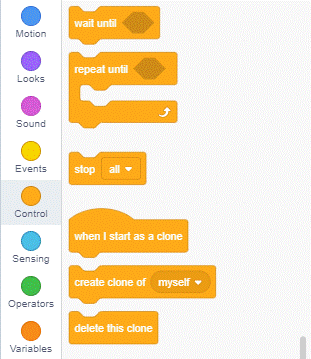 Motion
Looks
Sound
Events
Control
Sensing
Operators
Variables
wait until
repeat until
stop all
when I start as a clone
create clone of myself
delete this clone